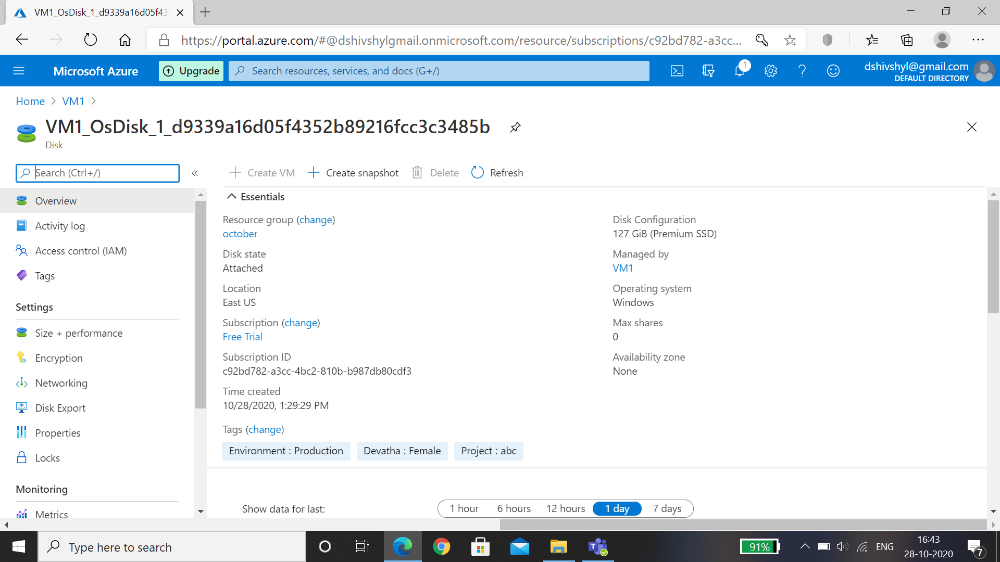 VM1_OsDisk_1_d9339a16d05f435
https://portal.azure.com/#@dshivshylgmail.onmicrosoft.com/resource/subscriptions/c92bd782-a3cc...
Microsoft Azure
Upgrade
Search resources, services, and docs (G+/)
1
dshivshyl@gmail.com
DEFAULT DIRECTORY
Home > VM1 >
VM1_OsDisk_1_d9339a16d05f4352b89216fcc3c3485b
Disk
Search (Ctrl+/)
«
Create VM
Create snapshot
Delete
Refresh
Overview
Activity log
Access control (IAM)
Tags
Settings
Size + performance
Encryption
Networking
Disk Export
Properties
Locks
Monitoring
Metrics
Essentials
Resource group (change)
october
Disk state
Attached
Location
East US
Subscription (change)
Free Trial
Subscription ID
c92bd782-a3cc-4bc2-810b-b987db80cdf3
Time created
10/28/2020, 1:29:29 PM
Disk Configuration
127 GiB (Premium SSD)
Managed by
VM1
Operating system
Windows
Max shares
0
Availability zone
None
Tags (change)
Environment : Production
Devatha : Female
Project : abc
Show data for last:
1 hour
6 hours
12 hours
1 day
7 days
Type here to search
91%
ENG
16:43
28-10-2020
7